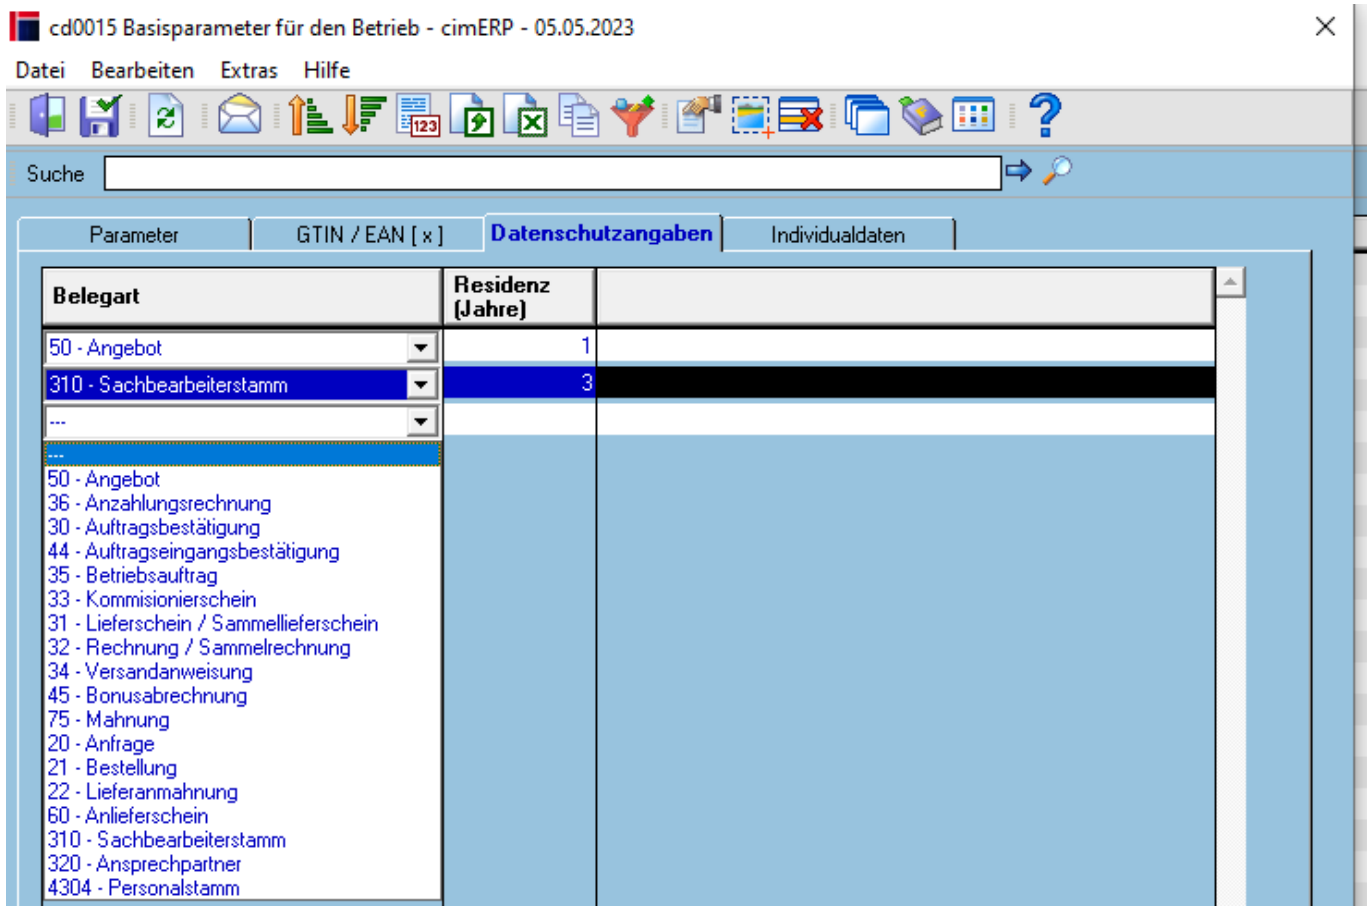 cd0015 Basisparameter für den Betrieb - cimERP - 05.05.2023
Datei Bearbeiten Extras Hilfe
123
Suche
Parameter GTIN / EAN [ x ] Datenschutzangaben Individualdaten
Belegart Residenz
(Jahre)
50 - Angebot 1
310 - Sachbearbeiterstamm 3
---
---
50 - Angebot
36 - Anzahlungsrechnung
30 - Auftragsbestätigung
44 - Auftragseingangsbestätigung
35 - Betriebsauftrag
33 - Kommisionierschein
31 - Lieferschein / Sammellieferschein
32 - Rechnung / Sammelrechnung
34 - Versandanweisung
45 - Bonusabrechnung
75 - Mahnung
20 - Anfrage
21 - Bestellung
22 - Lieferanmahnung
60 - Anlieferschein
310 - Sachbearbeiterstamm
320 - Ansprechpartner
4304 - Personalstamm